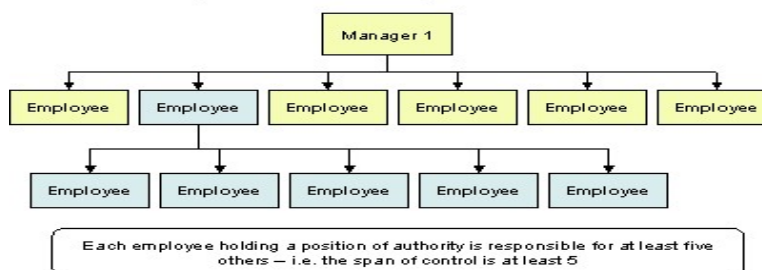 Manager 1
Employee Employee Employee Employee Employee Employee
Employee Employee Employee Employee Employee
Each employee holding a position of authority is responsible for at least five
others – i.e. the span of control is at least 5